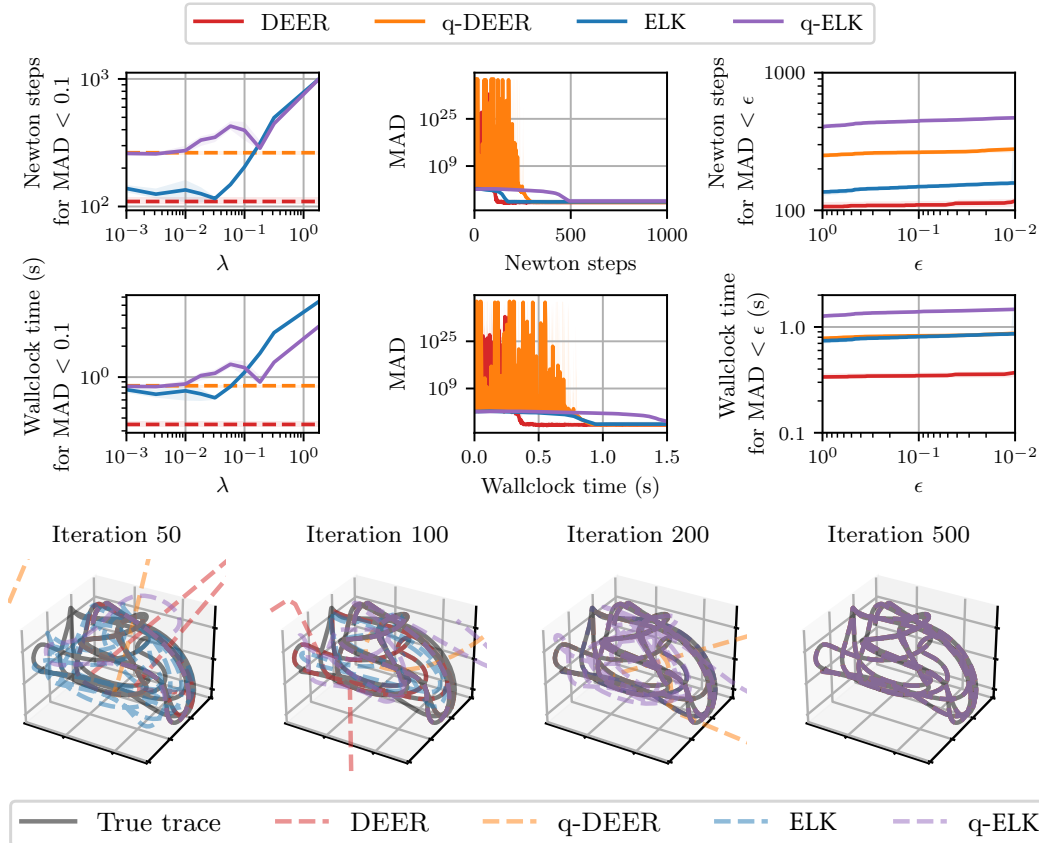 DEER q-DEER ELK q-ELK
Newton steps
for MAD < 0.1
10³
10²
10⁻³ 10⁻² 10⁻¹ 10⁰
λ
MAD
10²⁵
10⁹
0 500 1000
Newton steps
Newton steps
for MAD < ϵ
1000
100
10⁰ 10⁻¹ 10⁻²
ϵ
Wallclock time (s)
for MAD < 0.1
10⁰
10⁻³ 10⁻² 10⁻¹ 10⁰
λ
MAD
10²⁵
10⁹
0.0 0.5 1.0 1.5
Wallclock time (s)
Wallclock time
for MAD < ϵ (s)
1.0
0.1
10⁰ 10⁻¹ 10⁻²
ϵ
Iteration 50 Iteration 100 Iteration 200 Iteration 500
True trace DEER q-DEER ELK q-ELK